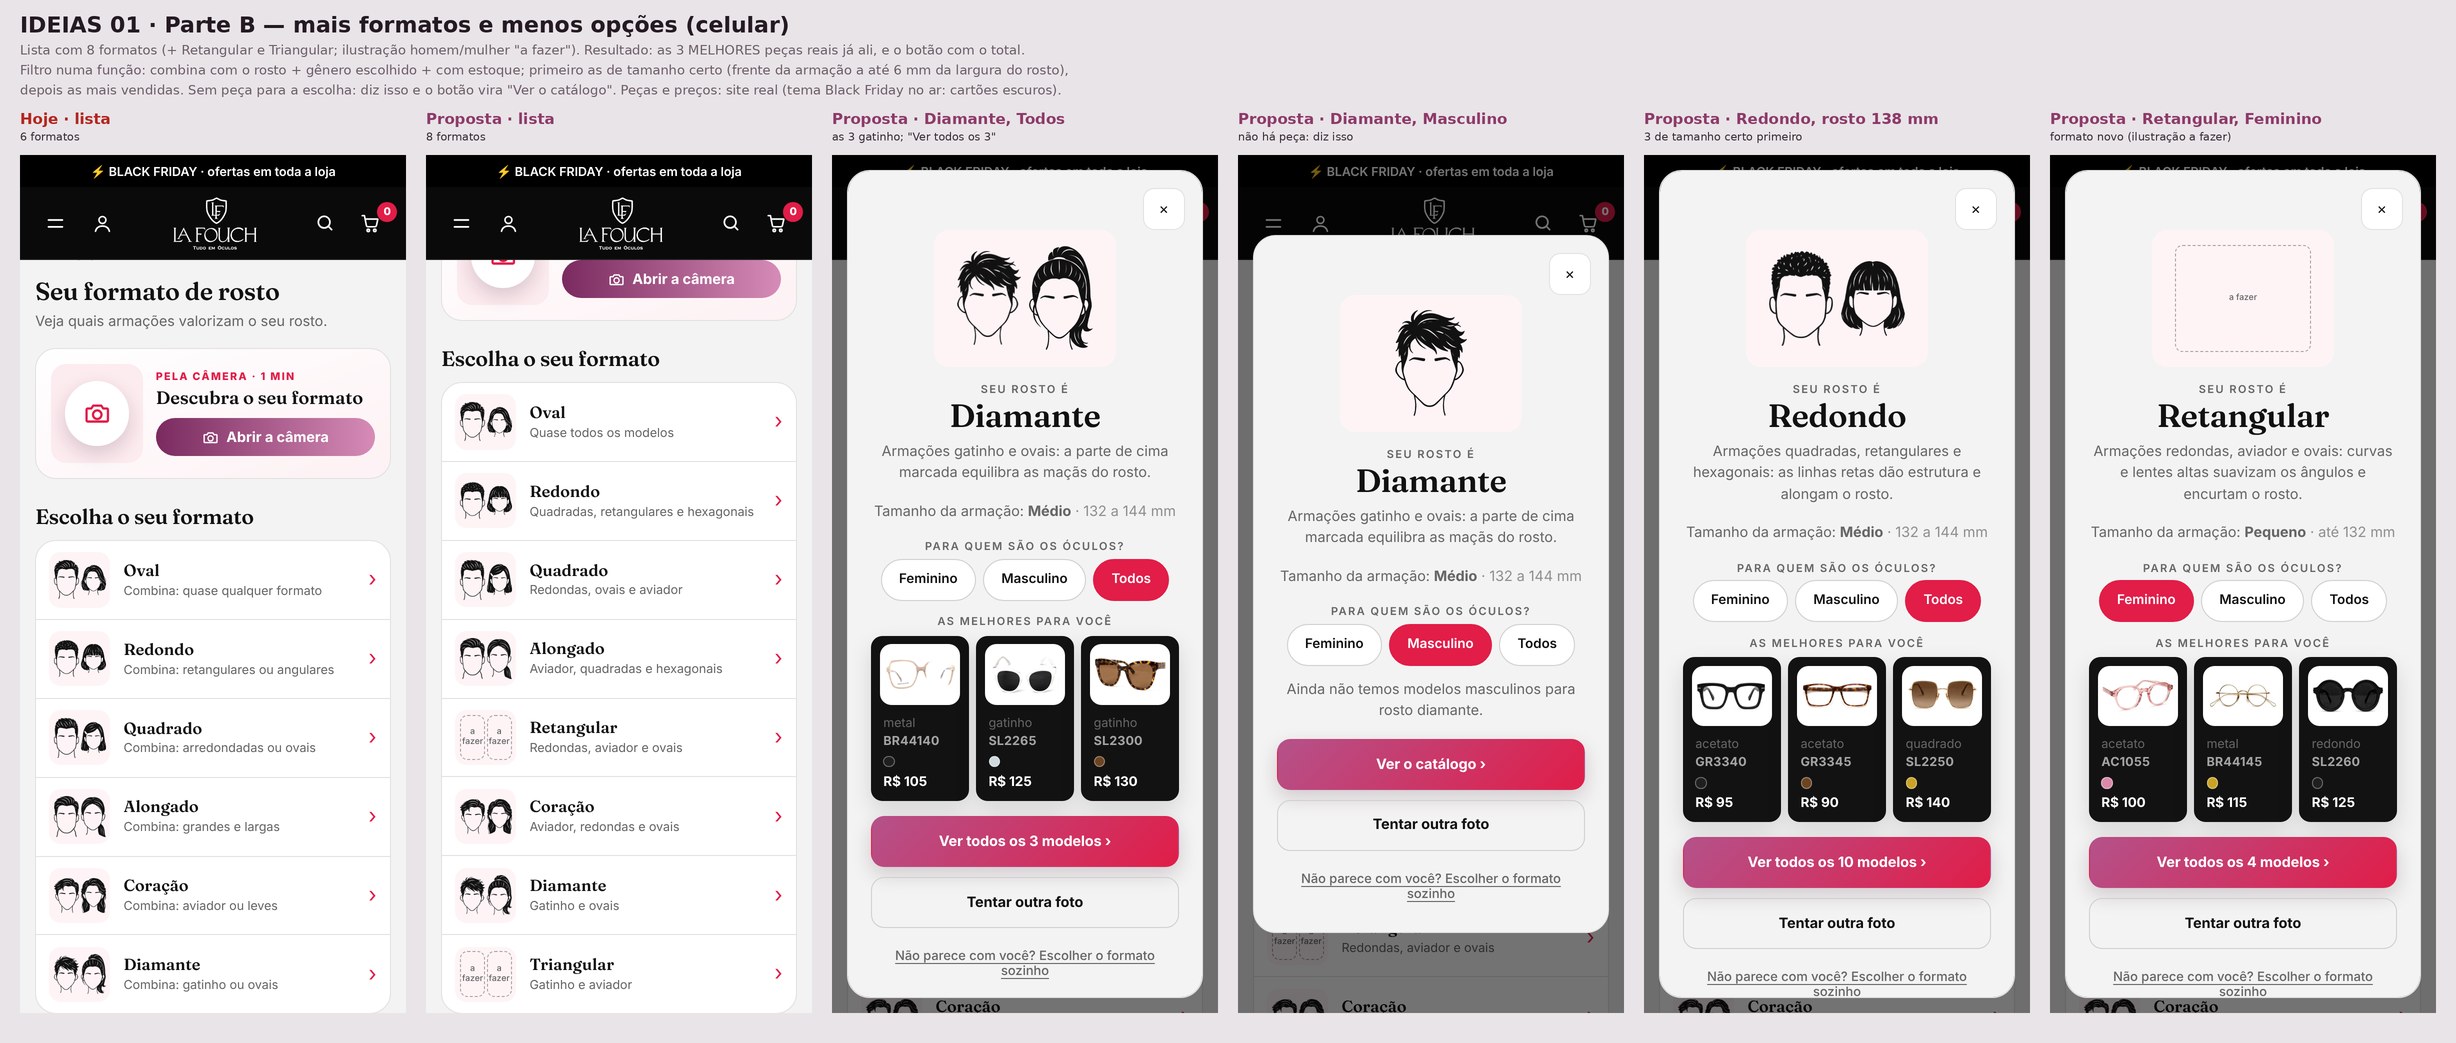 IDEIAS 01 · Parte B — mais formatos e menos opções (celular)
Lista com 8 formatos (+ Retangular e Triangular; ilustração homem/mulher "a fazer"). Resultado: as 3 MELHORES peças reais já ali, e o botão com o total.
Filtro numa função: combina com o rosto + gênero escolhido + com estoque; primeiro as de tamanho certo (frente da armação a até 6 mm da largura do rosto),
depois as mais vendidas. Sem peça para a escolha: diz isso e o botão vira "Ver o catálogo". Peças e preços: site real (tema Black Friday no ar: cartões escuros).
Hoje · lista
6 formatos
⚡ BLACK FRIDAY · ofertas em toda a loja
0
LA FOUCH
TUDO EM ÓCULOS
Seu formato de rosto
Veja quais armações valorizam o seu rosto.
PELA CÂMERA · 1 MIN
Descubra o seu formato
Abrir a câmera
Escolha o seu formato
Oval
Combina: quase qualquer formato
Redondo
Combina: retangulares ou angulares
Quadrado
Combina: arredondadas ou ovais
Alongado
Combina: grandes e largas
Coração
Combina: aviador ou leves
Diamante
Combina: gatinho ou ovais
Proposta · lista
8 formatos
⚡ BLACK FRIDAY · ofertas em toda a loja
0
LA FOUCH
TUDO EM ÓCULOS
Abrir a câmera
Escolha o seu formato
Oval
Quase todos os modelos
Redondo
Quadradas, retangulares e hexagonais
Quadrado
Redondas, ovais e aviador
Alongado
Aviador, quadradas e hexagonais
a fazer
a fazer
Retangular
Redondas, aviador e ovais
Coração
Aviador, redondas e ovais
Diamante
Gatinho e ovais
a fazer
a fazer
Triangular
Gatinho e aviador
Proposta · Diamante, Todos
as 3 gatinho; "Ver todos os 3"
×
SEU ROSTO É
Diamante
Armações gatinho e ovais: a parte de cima
marcada equilibra as maçãs do rosto.
Tamanho da armação: Médio · 132 a 144 mm
PARA QUEM SÃO OS ÓCULOS?
Feminino Masculino Todos
AS MELHORES PARA VOCÊ
metal gatinho gatinho
BR44140 SL2265 SL2300
R$ 105 R$ 125 R$ 130
Ver todos os 3 modelos ›
Tentar outra foto
Não parece com você? Escolher o formato
sozinho
Coração
Proposta · Diamante, Masculino
não há peça: diz isso
⚡ BLACK FRIDAY · ofertas em toda a loja
0
LA FOUCH
×
SEU ROSTO É
Diamante
Armações gatinho e ovais: a parte de cima
marcada equilibra as maçãs do rosto.
Tamanho da armação: Médio · 132 a 144 mm
PARA QUEM SÃO OS ÓCULOS?
Feminino Masculino Todos
Ainda não temos modelos masculinos para
rosto diamante.
Ver o catálogo ›
Tentar outra foto
Não parece com você? Escolher o formato
sozinho
fazer fazer
Redondas, aviador e ovais
Coração
Proposta · Redondo, rosto 138 mm
3 de tamanho certo primeiro
×
SEU ROSTO É
Redondo
Armações quadradas, retangulares e
hexagonais: as linhas retas dão estrutura e
alongam o rosto.
Tamanho da armação: Médio · 132 a 144 mm
PARA QUEM SÃO OS ÓCULOS?
Feminino Masculino Todos
AS MELHORES PARA VOCÊ
acetato acetato quadrado
GR3340 GR3345 SL2250
R$ 95 R$ 90 R$ 140
Ver todos os 10 modelos ›
Tentar outra foto
Não parece com você? Escolher o formato
sozinho
Coração
Proposta · Retangular, Feminino
formato novo (ilustração a fazer)
×
a fazer
SEU ROSTO É
Retangular
Armações redondas, aviador e ovais: curvas
e lentes altas suavizam os ângulos e
encurtam o rosto.
Tamanho da armação: Pequeno · até 132 mm
PARA QUEM SÃO OS ÓCULOS?
Feminino Masculino Todos
AS MELHORES PARA VOCÊ
acetato metal redondo
AC1055 BR44145 SL2260
R$ 100 R$ 115 R$ 125
Ver todos os 4 modelos ›
Tentar outra foto
Não parece com você? Escolher o formato
sozinho
Coração